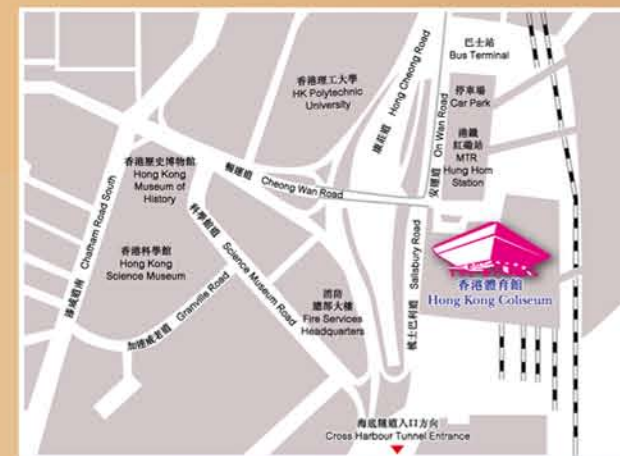 巴士站
Bus Terminal
香港理工大學
HK Polytechnic
University
康莊道 Hong Cheong Road
停車場
Car Park
安運道 On Wan Road
港鐵
紅磡站
MTR
Hung Hom
Station
香港歷史博物館
Hong Kong
Museum of
History
暢運道 Cheong Wan Road
漆咸道南 Chatham Road South
科學館道 Science Museum Road
香港科學館
Hong Kong
Science Museum
加連威老道 Granville Road
消防
總部大樓
Fire Services
Headquarters
梳士巴利道 Salisbury Road
香港體育館
Hong Kong Coliseum
海底隧道入口方向
Cross Harbour Tunnel Entrance